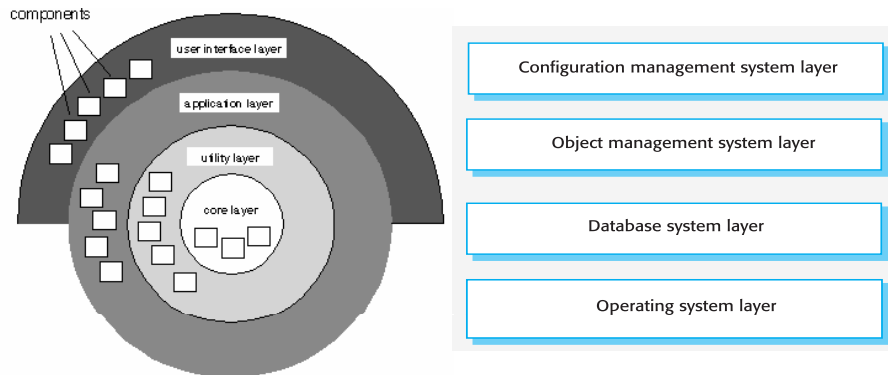 components
user interface layer
application layer
utility layer
core layer
Configuration management system layer
Object management system layer
Database system layer
Operating system layer